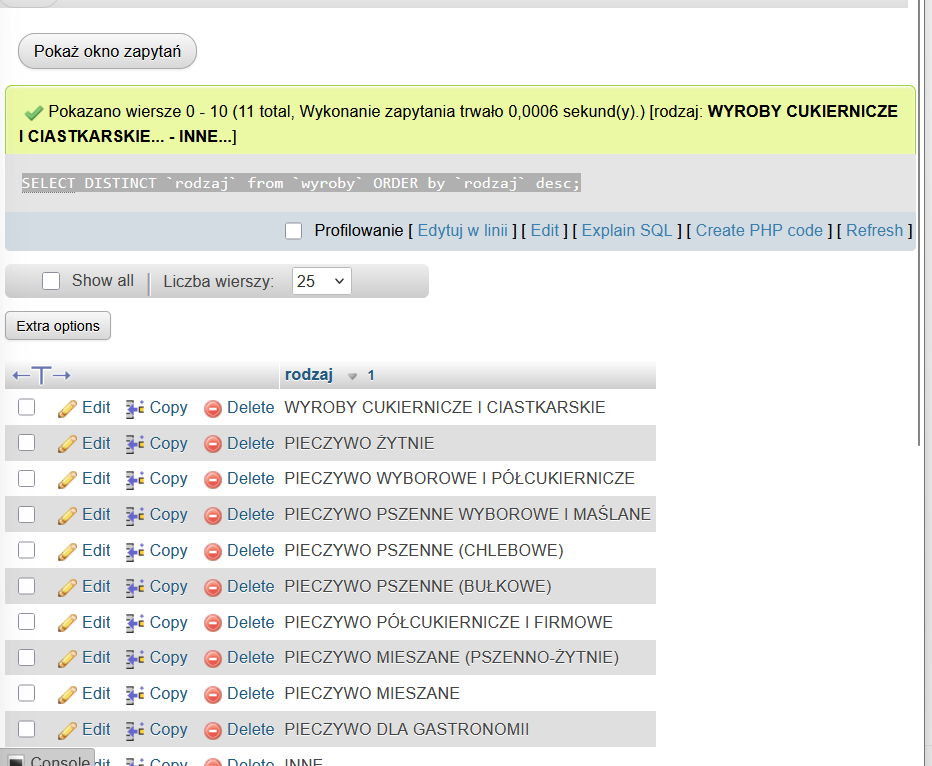 Pokaż okno zapytań
Pokazano wiersze 0 - 10 (11 total, Wykonanie zapytania trwało 0,0006 sekund(y).) [rodzaj: WYROBY CUKIERNICZE
I CIASTKARSKIE... - INNE...]
SELECT DISTINCT `rodzaj` from `wyroby` ORDER by `rodzaj` desc;
Profilowanie [ Edytuj w linii ] [ Edit ] [ Explain SQL ] [ Create PHP code ] [ Refresh ]
Show all Liczba wierszy: 25
Extra options
←T→ rodzaj 1
Edit Copy Delete WYROBY CUKIERNICZE I CIASTKARSKIE
Edit Copy Delete PIECZYWO ŻYTNIE
Edit Copy Delete PIECZYWO WYBOROWE I PÓŁCUKIERNICZE
Edit Copy Delete PIECZYWO PSZENNE WYBOROWE I MAŚLANE
Edit Copy Delete PIECZYWO PSZENNE (CHLEBOWE)
Edit Copy Delete PIECZYWO PSZENNE (BUŁKOWE)
Edit Copy Delete PIECZYWO PÓŁCUKIERNICZE I FIRMOWE
Edit Copy Delete PIECZYWO MIESZANE (PSZENNO-ŻYTNIE)
Edit Copy Delete PIECZYWO MIESZANE
Edit Copy Delete PIECZYWO DLA GASTRONOMII
Console dit Copy Delete INNE